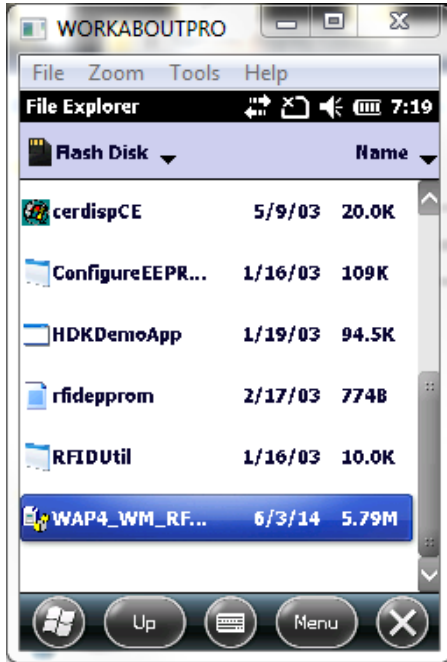 WORKABOUTPRO
File Zoom Tools Help
File Explorer 7:19
Flash Disk Name
cerdispCE 5/9/03 20.0K
ConfigureEEPR... 1/16/03 109K
HDKDemoApp 1/19/03 94.5K
rfidepprom 2/17/03 774B
RFIDUtil 1/16/03 10.0K
WAP4_WM_RF... 6/3/14 5.79M
Up Menu